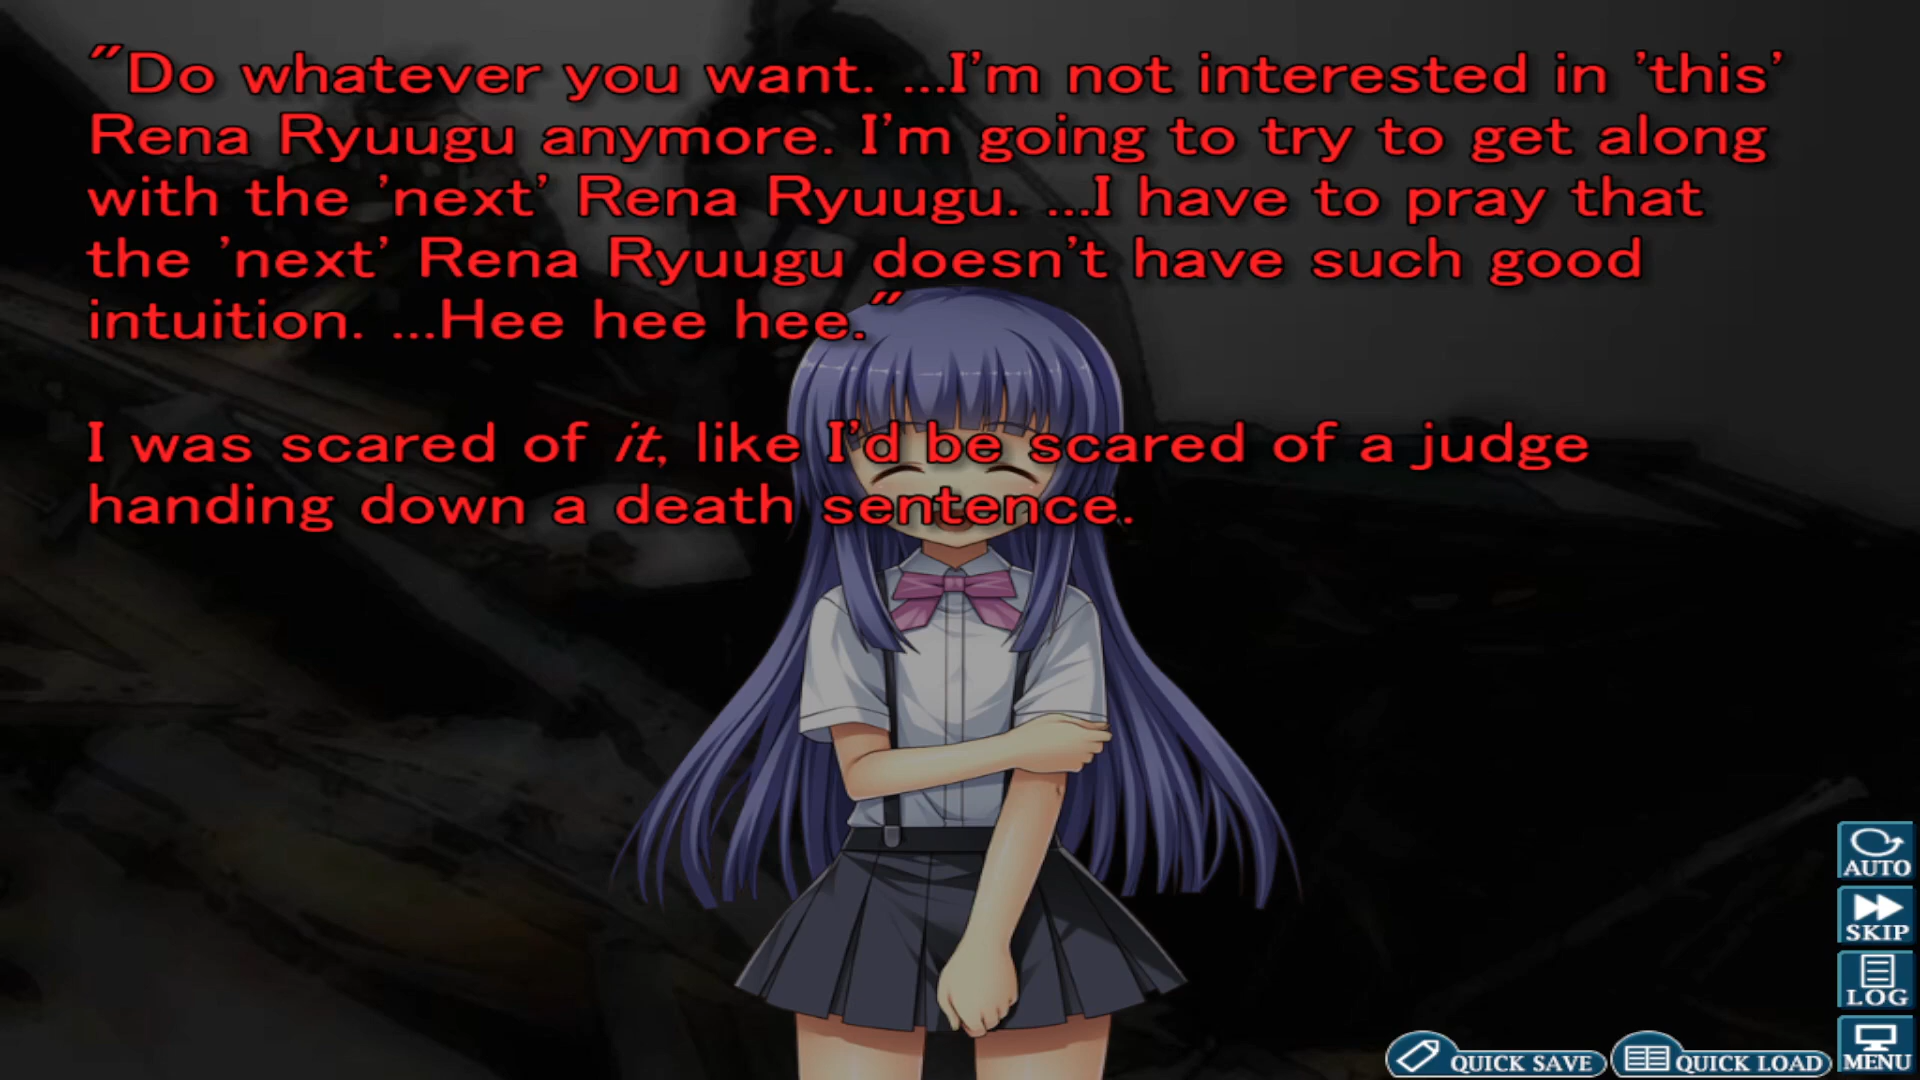 "Do whatever you want. ...I'm not interested in 'this'
Rena Ryuugu anymore. I'm going to try to get along
with the 'next' Rena Ryuugu. ...I have to pray that
the 'next' Rena Ryuugu doesn't have such good
intuition. ...Hee hee hee."
I was scared of it, like I'd be scared of a judge
handing down a death sentence.
AUTO
SKIP
LOG
MENU
QUICK SAVE
QUICK LOAD